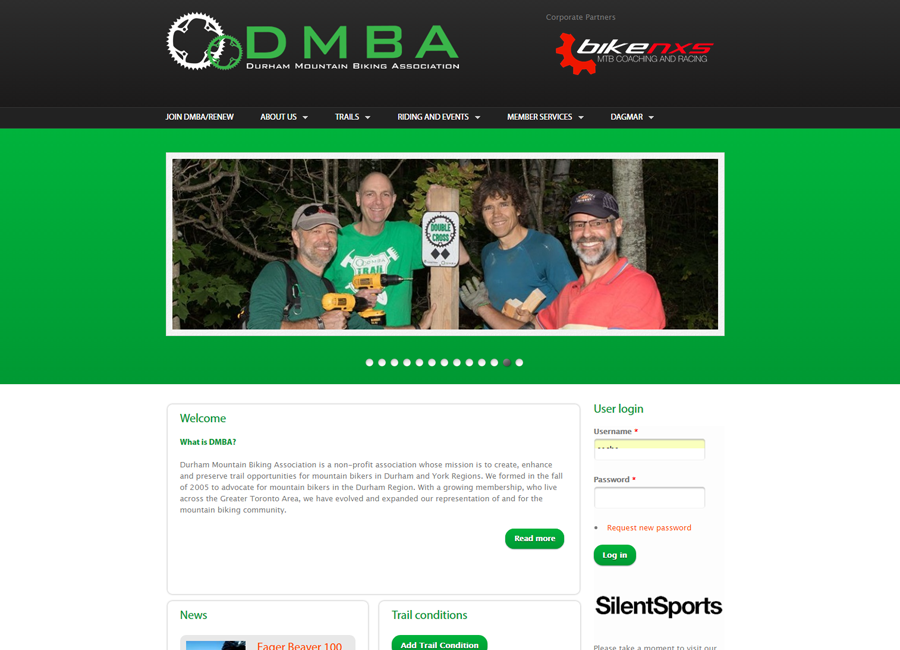 DMBA
Durham Mountain Biking Association
Corporate Partners
bikenxs
MTB COACHING AND RACING
JOIN DMBA/RENEW ABOUT US TRAILS RIDING AND EVENTS MEMBER SERVICES DAGMAR
DOUBLE
CROSS
DMBA
TRAIL
Welcome
What is DMBA?
Durham Mountain Biking Association is a non-profit association whose mission is to create, enhance
and preserve trail opportunities for mountain bikers in Durham and York Regions. We formed in the fall
of 2005 to advocate for mountain bikers in the Durham Region. With a growing membership, who live
across the Greater Toronto Area, we have evolved and expanded our representation of and for the
mountain biking community.
Read more
User login
Username *
Password *
Request new password
Log in
SilentSports
Please take a moment to visit our
News
Eager Beaver 100
Trail conditions
Add Trail Condition